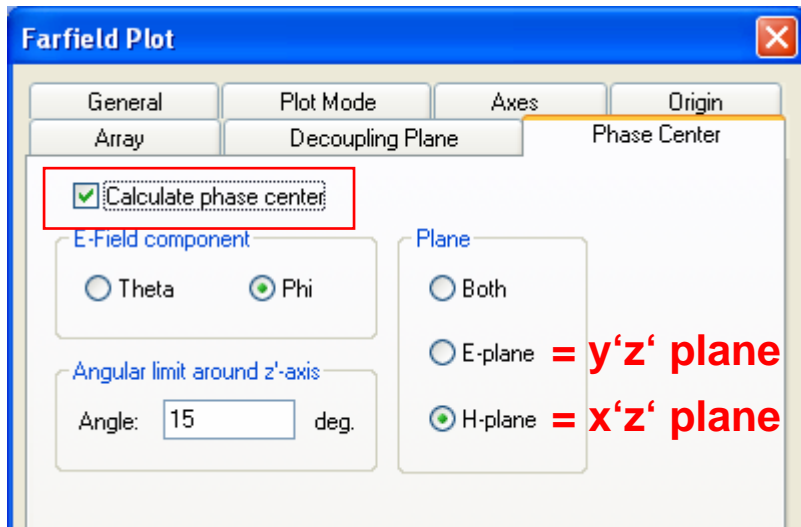 Farfield Plot
General Plot Mode Axes Origin
Array Decoupling Plane Phase Center
Calculate phase center
E-Field component
Theta Phi
Angular limit around z'-axis
Angle: 15 deg.
Plane
Both
E-plane = y‘z‘ plane
H-plane = x‘z‘ plane